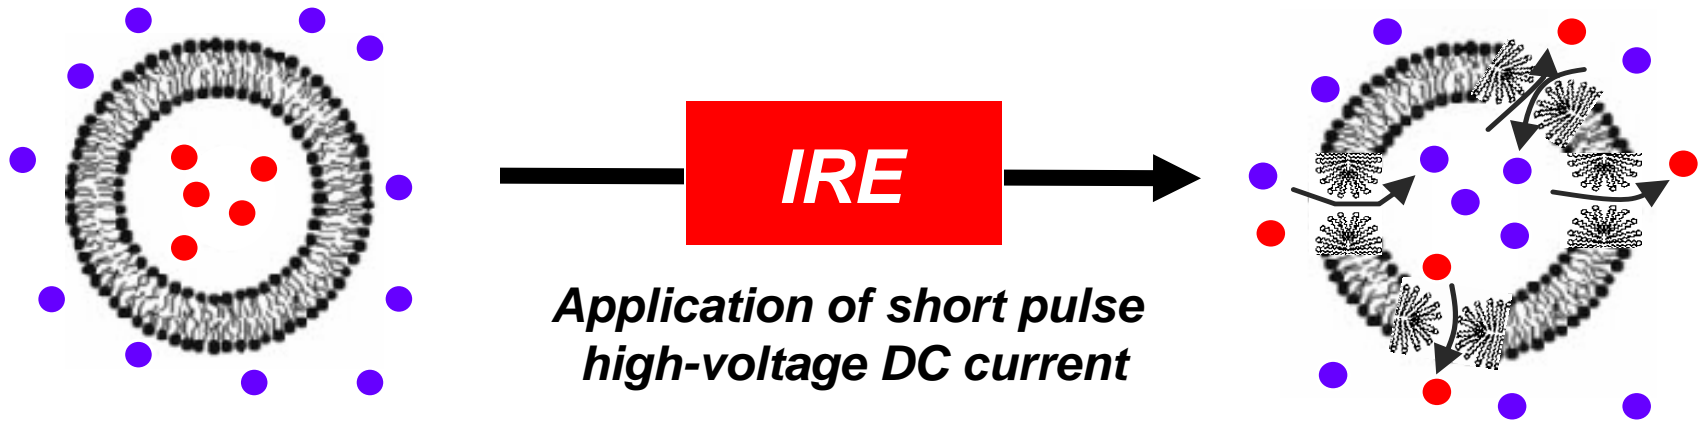 IRE
Application of short pulse
high-voltage DC current